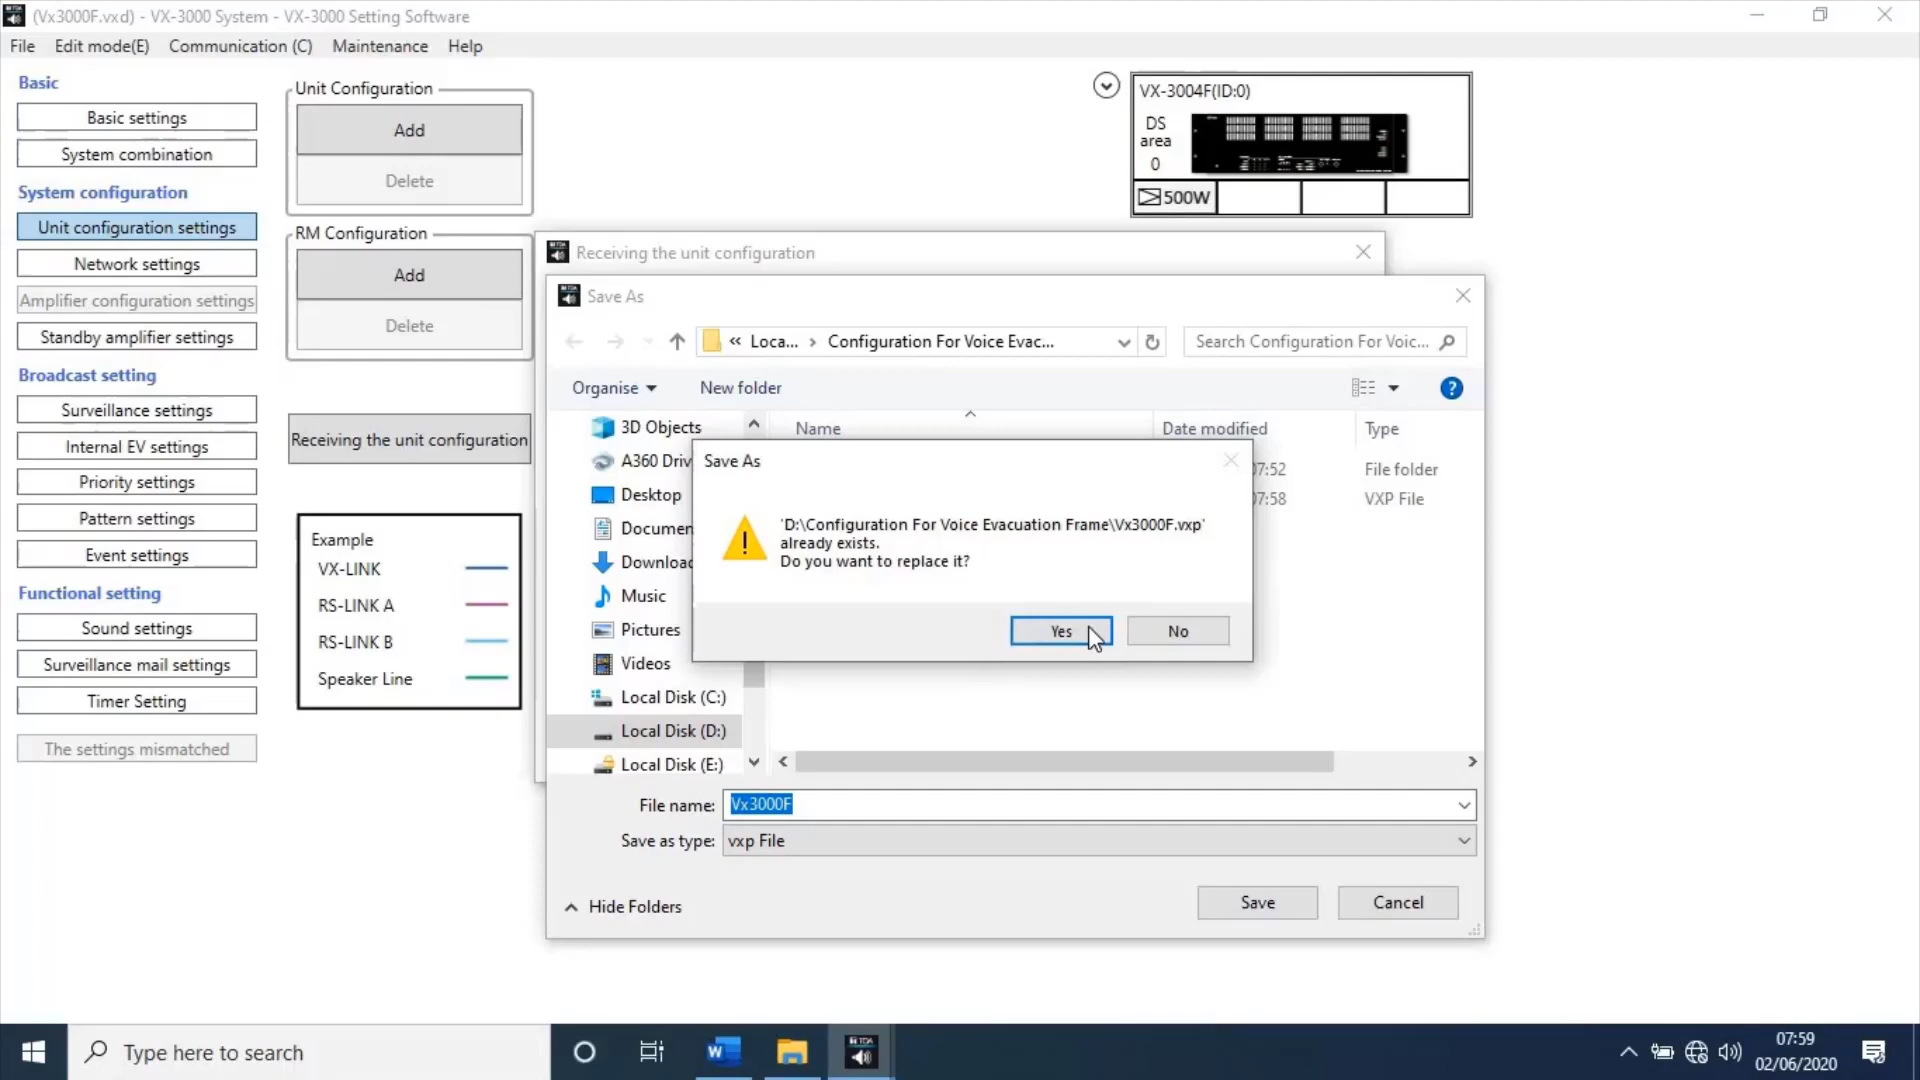 (Vx3000F.vxd) - VX-3000 System - VX-3000 Setting Software
File Edit mode(E) Communication (C) Maintenance Help
Basic
Basic settings
System combination
System configuration
Unit configuration settings
Network settings
Amplifier configuration settings
Standby amplifier settings
Broadcast setting
Surveillance settings
Internal EV settings
Priority settings
Pattern settings
Event settings
Functional setting
Sound settings
Surveillance mail settings
Timer Setting
The settings mismatched
Unit Configuration
Add
Delete
RM Configuration
Add
Delete
Receiving the unit configuration
Example
VX-LINK
RS-LINK A
RS-LINK B
Speaker Line
VX-3004F(ID:0)
DS
area
0
500W
Receiving the unit configuration
Save As
« Loca... › Configuration For Voice Evac...
Search Configuration For Voic...
Organise New folder
3D Objects
A360 Driv
Desktop
Documen
Downloac
Music
Pictures
Videos
Local Disk (C:)
Local Disk (D:)
Local Disk (E:)
Name Date modified Type
07:52 File folder
07:58 VXP File
Save As
'D:\Configuration For Voice Evacuation Frame\Vx3000F.vxp'
already exists.
Do you want to replace it?
Yes No
File name: Vx3000F
Save as type: vxp File
Hide Folders
Save Cancel
Type here to search
07:59
02/06/2020